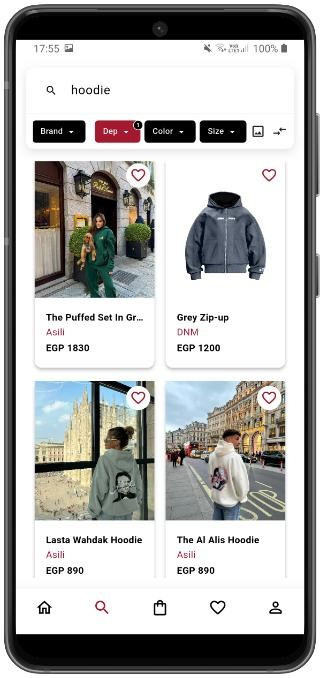 17:55
100%
hoodie
Brand
Dep
1
Color
Size
The Puffed Set In Gr...
Asili
EGP 1830
Grey Zip-up
DNM
EGP 1200
Lasta Wahdak Hoodie
Asili
EGP 890
The Al Alis Hoodie
Asili
EGP 890